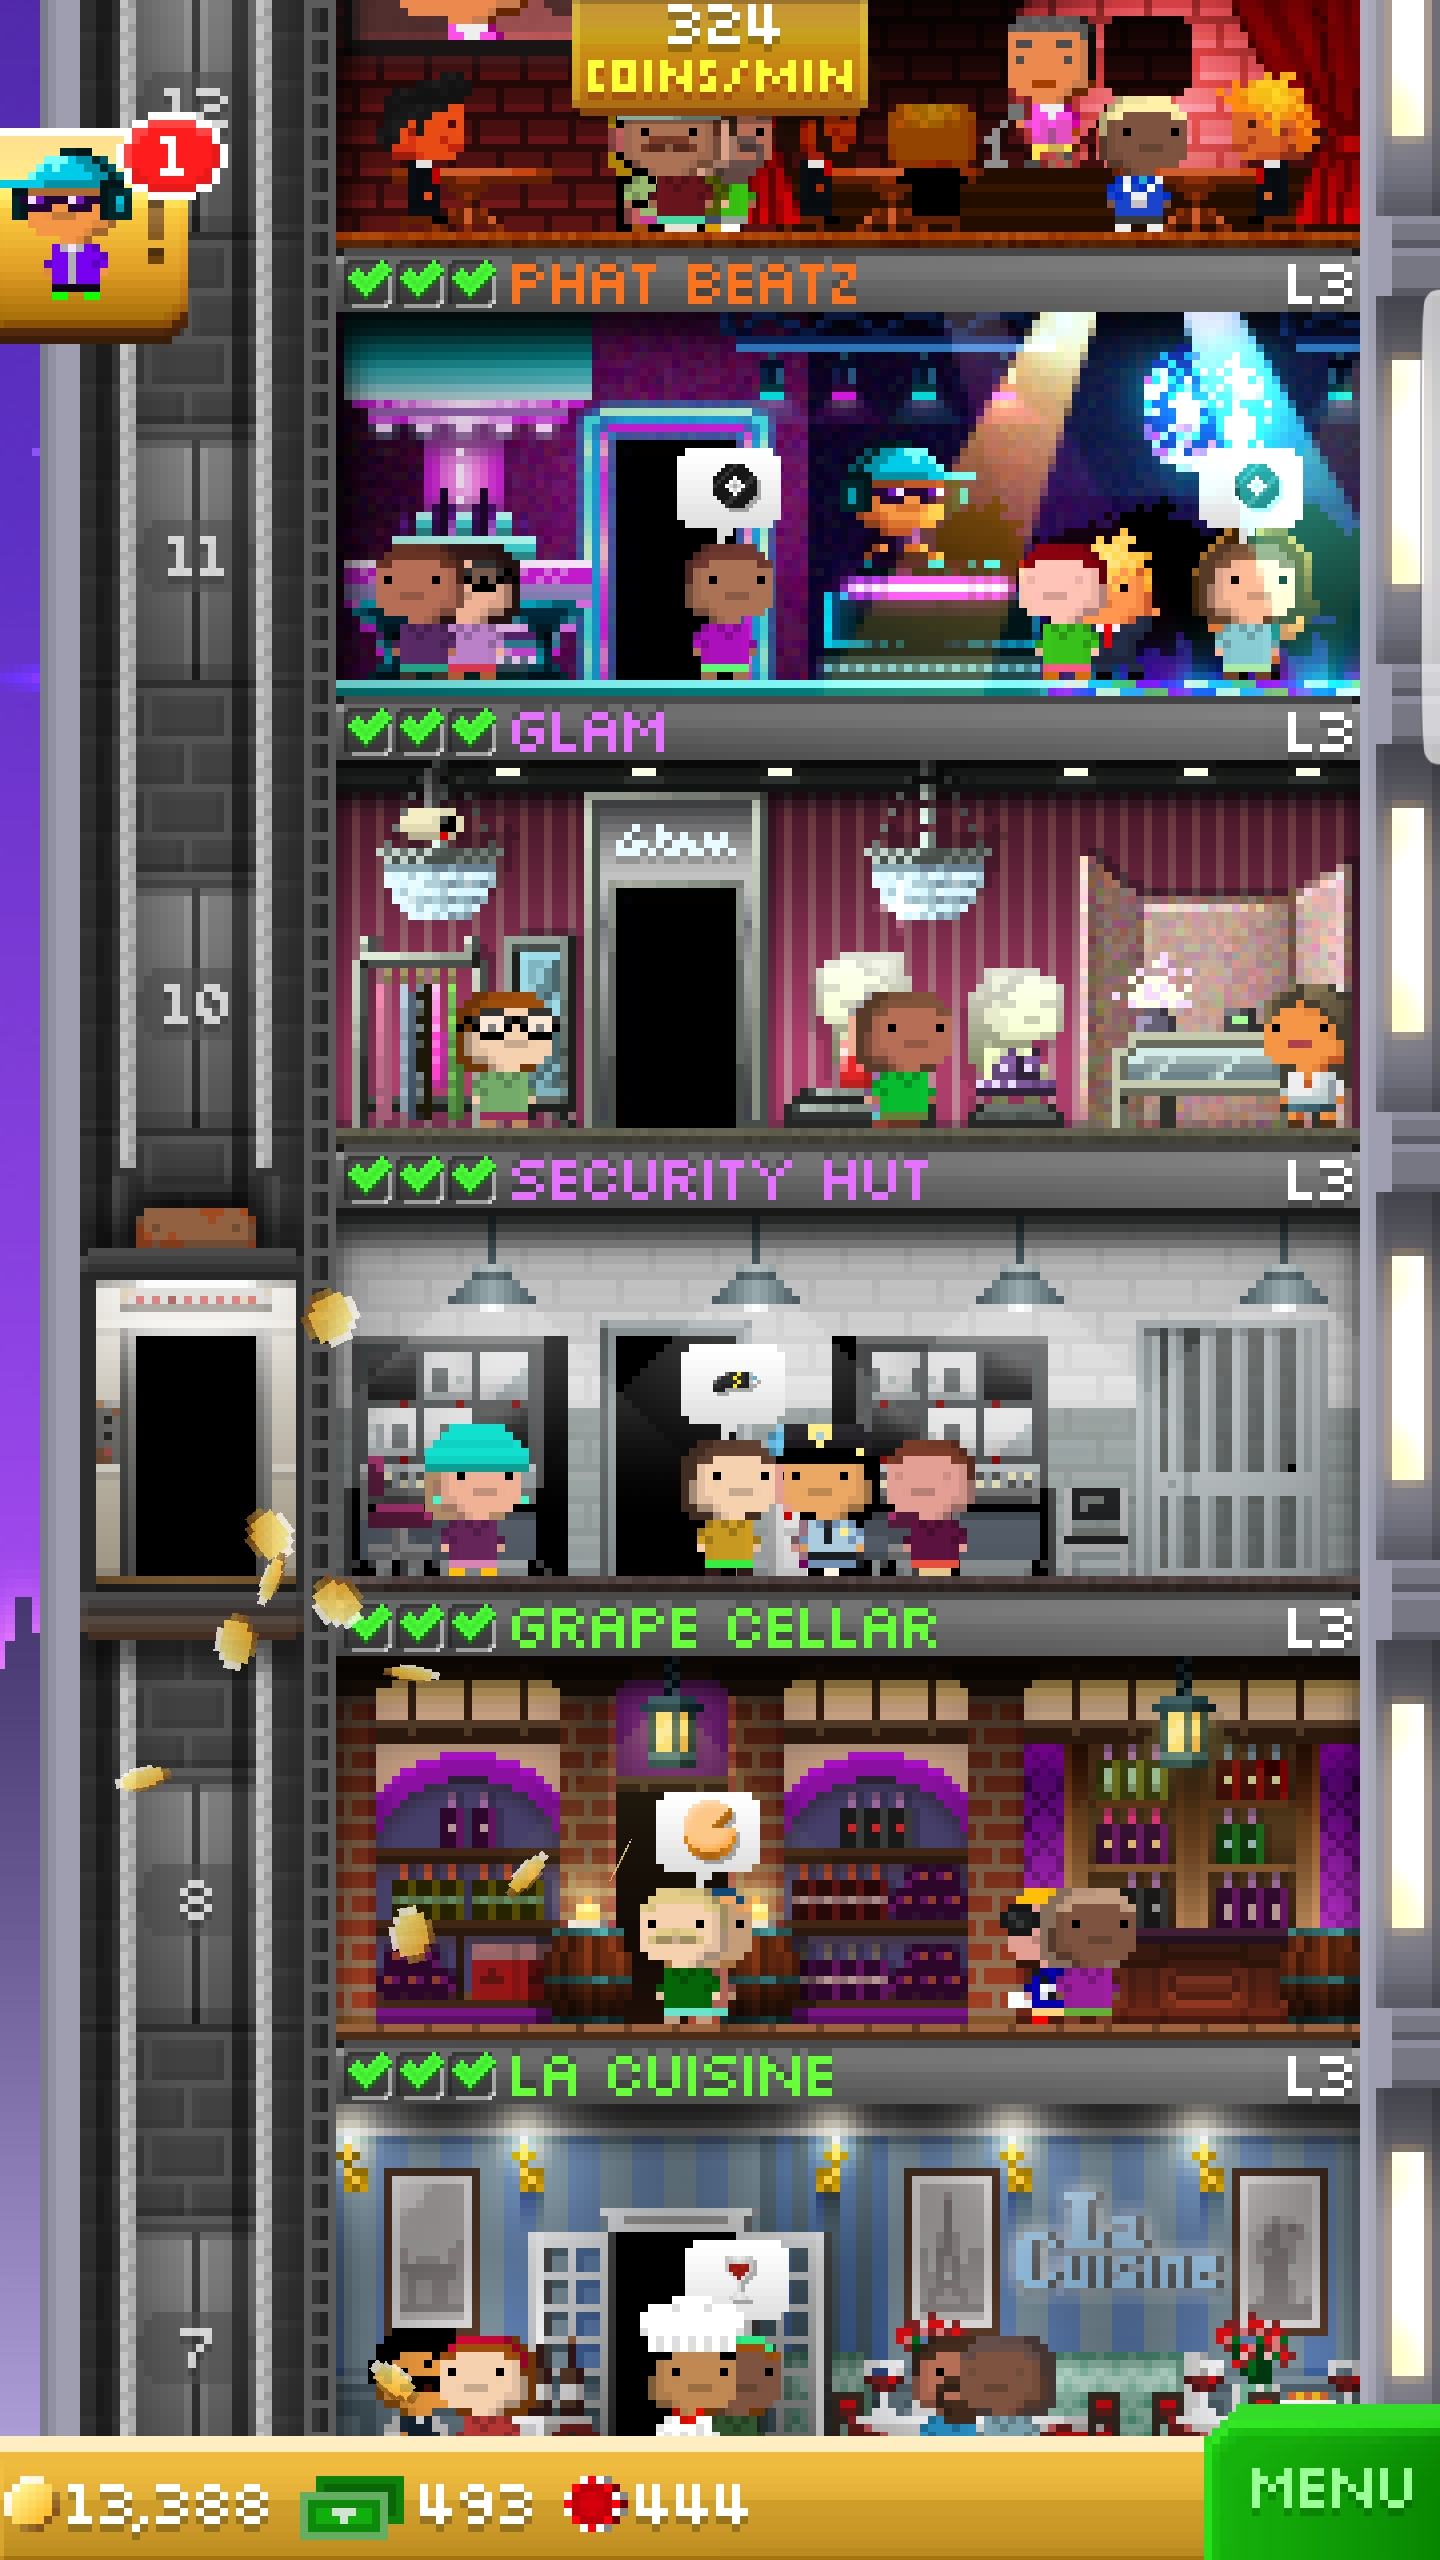 324
COINS/MIN
12
1
PHAT BEATZ
L3
11
GLAM
L3
Glam
10
SECURITY HUT
L3
GRAPE CELLAR
L3
8
LA CUISINE
L3
La
Cuisine
7
13,388
493
444
MENU